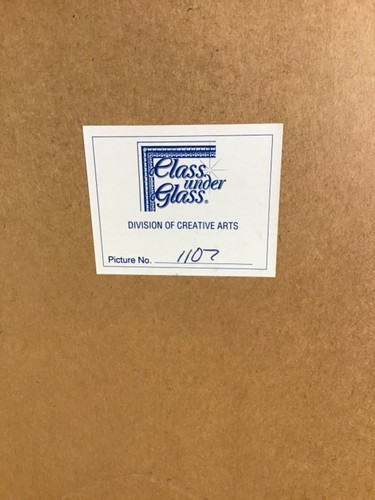 Class
under
Glass®
DIVISION OF CREATIVE ARTS
Picture No. 1107